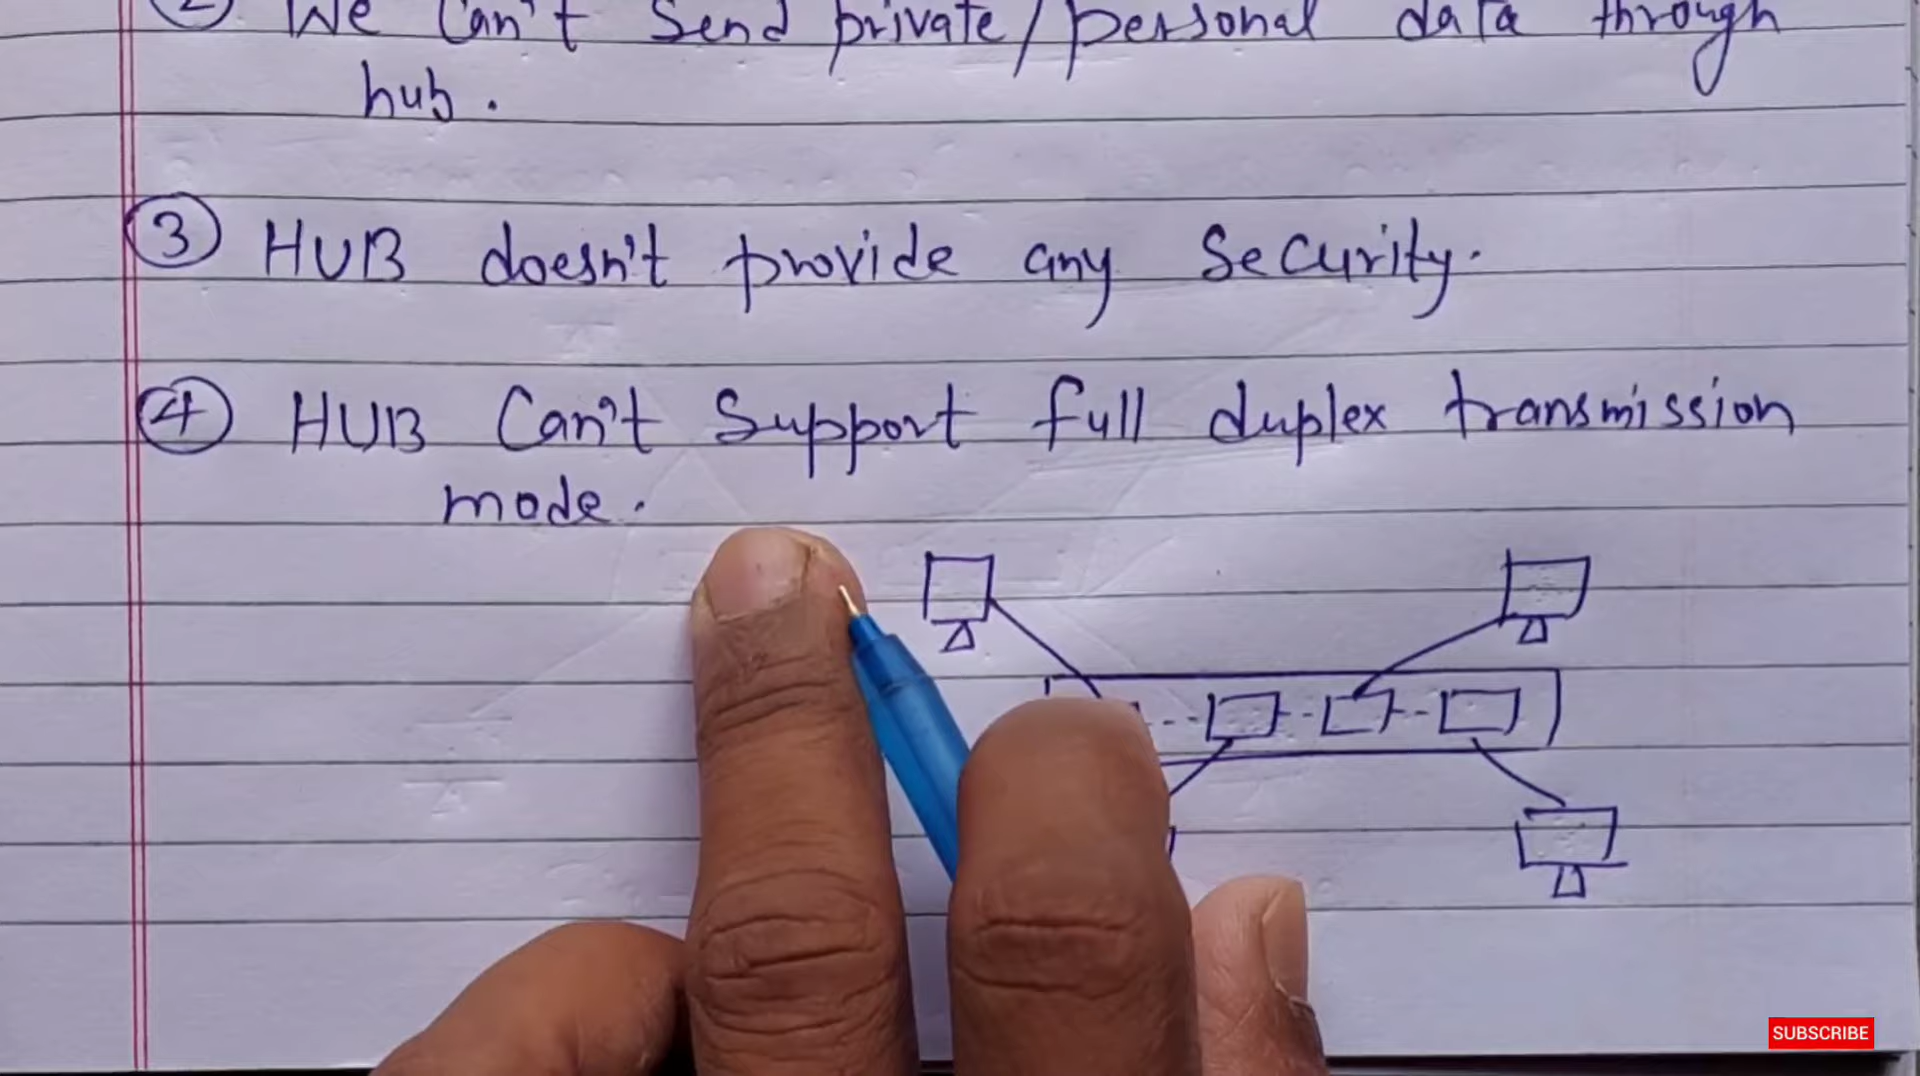 ② We Can't Send private/personal data through
hub.
③ HUB doesn't provide any Security.
④ HUB Can't Support full duplex transmission
mode.
SUBSCRIBE